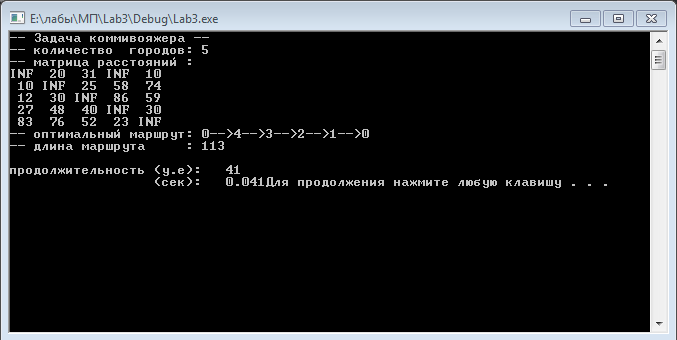 E:\лабы\МП\Lab3\Debug\Lab3.exe
-- Задача коммивояжера --
-- количество  городов: 5
-- матрица расстояний :
INF  20  31 INF  10
 10 INF  25  58  74
 12  30 INF  86  59
 27  48  40 INF  30
 83  76  52  23 INF
-- оптимальный маршрут: 0-->4-->3-->2-->1-->0
-- длина маршрута     : 113
продолжительность (у.е):   41
                  (сек):   0.041Для продолжения нажмите любую клавишу . . .